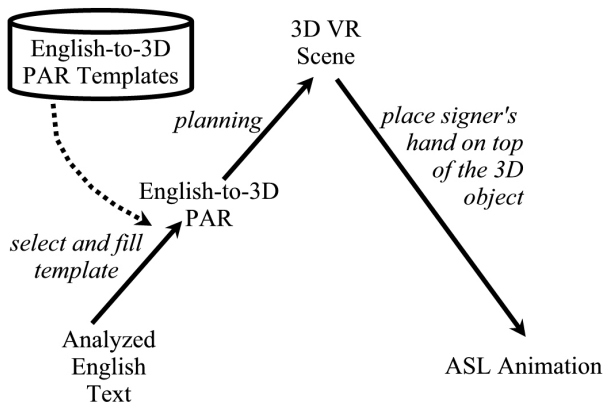 English-to-3D
PAR Templates
3D VR
Scene
planning
place signer's
hand on top
of the 3D
object
English-to-3D
PAR
select and fill
template
Analyzed
English
Text
ASL Animation